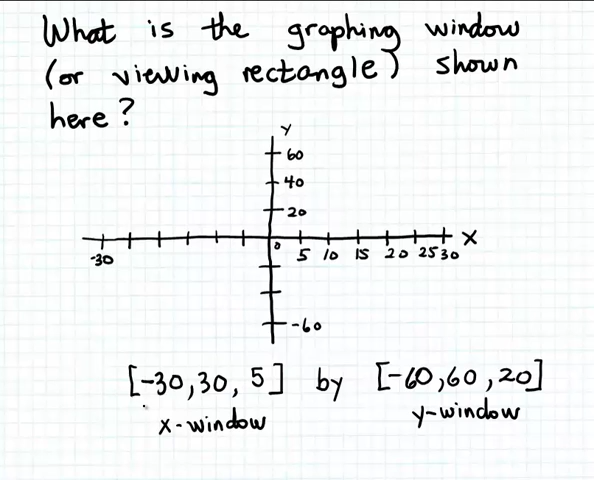 What is the graphing window
(or viewing rectangle) shown
here?
Y
60
40
20
-30 0 5 10 15 20 25 30 X
-60
[-30,30, 5] by [-60,60,20]
x-window y-window